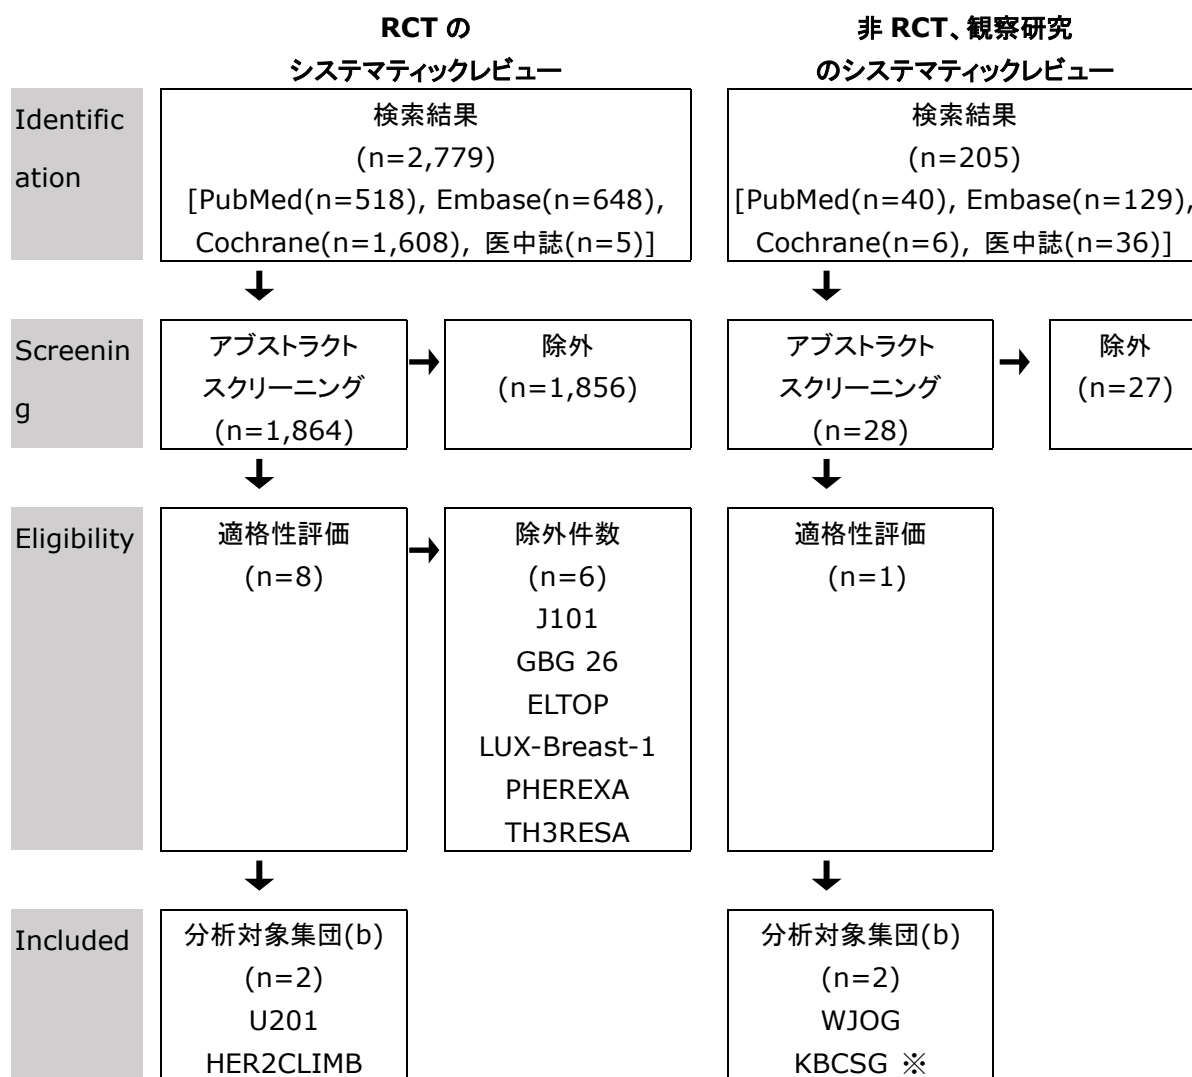 RCT の
システマティックレビュー
非 RCT、観察研究
のシステマティックレビュー
Identific
ation
検索結果
(n=2,779)
[PubMed(n=518), Embase(n=648),
Cochrane(n=1,608), 医中誌(n=5)]
検索結果
(n=205)
[PubMed(n=40), Embase(n=129),
Cochrane(n=6), 医中誌(n=36)]
Screenin
g
アブストラクト
スクリーニング
(n=1,864)
除外
(n=1,856)
アブストラクト
スクリーニング
(n=28)
除外
(n=27)
Eligibility
適格性評価
(n=8)
除外件数
(n=6)
J101
GBG 26
ELTOP
LUX-Breast-1
PHEREXA
TH3RESA
適格性評価
(n=1)
Included
分析対象集団(b)
(n=2)
U201
HER2CLIMB
分析対象集団(b)
(n=2)
WJOG
KBCSG ※